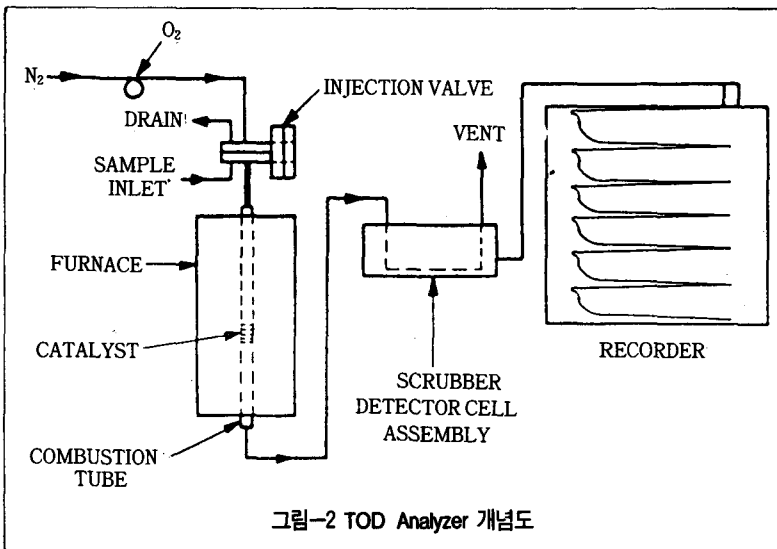 O₂
N₂
INJECTION VALVE
DRAIN
VENT
SAMPLE
INLET
FURNACE
CATALYST
RECORDER
SCRUBBER
DETECTOR CELL
ASSEMBLY
COMBUSTION
TUBE
그림-2 TOD Analyzer 개념도